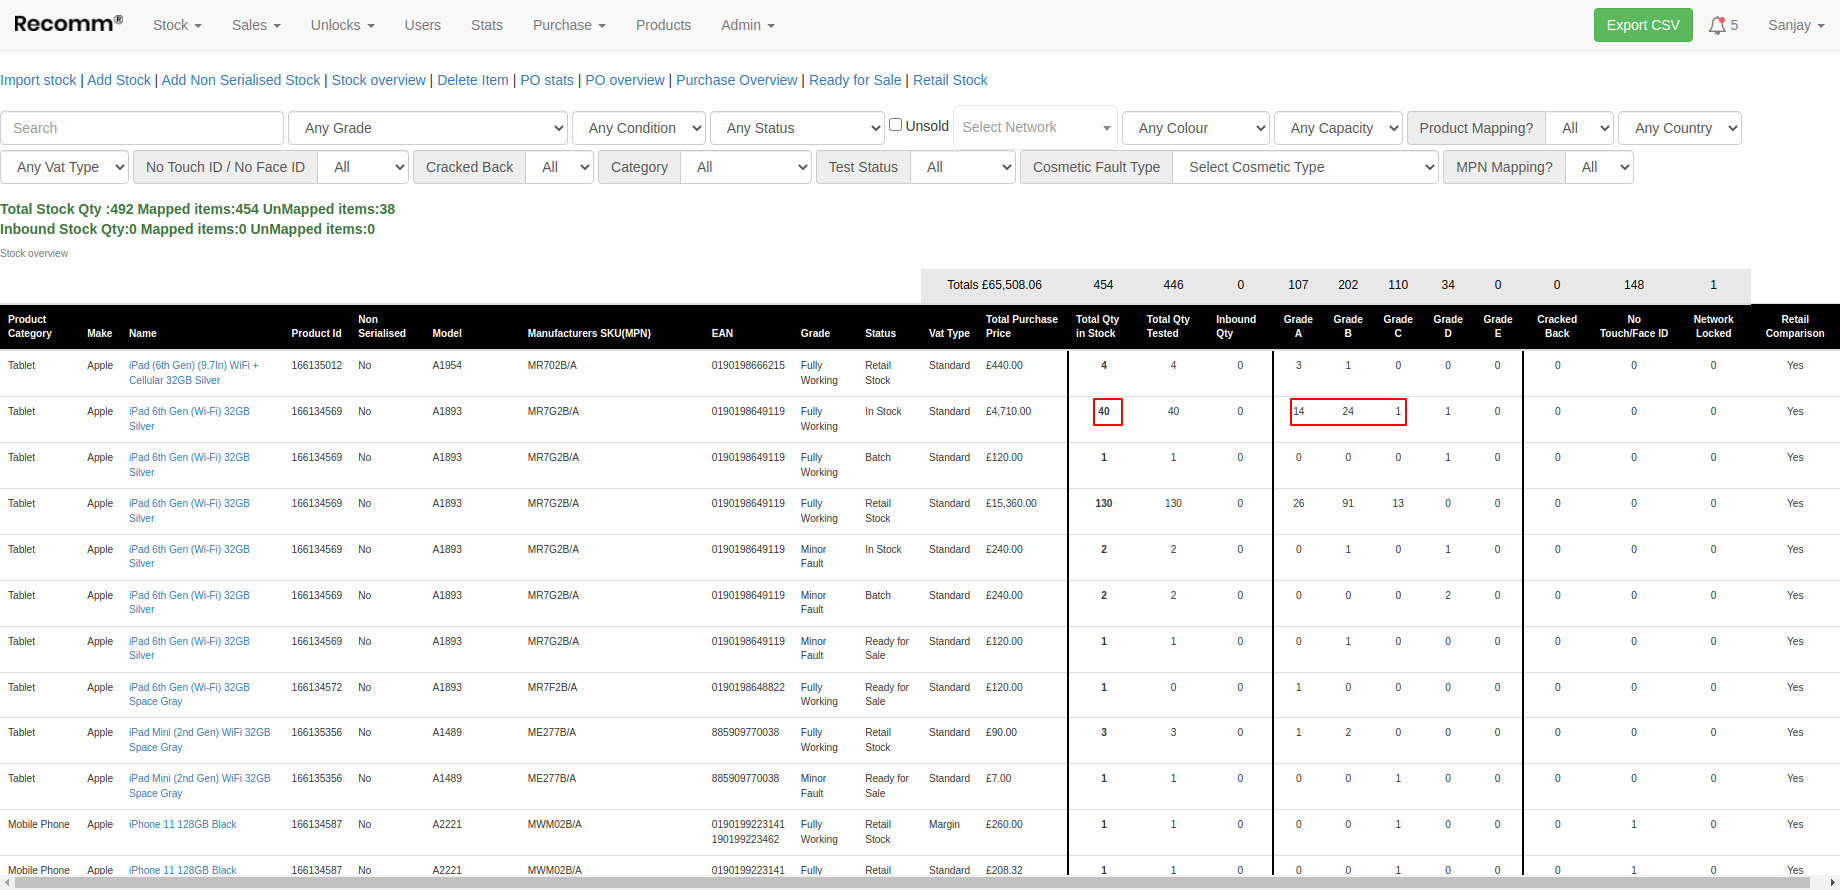 Recomm® Stock Sales Unlocks Users Stats Purchase Products Admin Export CSV 5 Sanjay
Import stock | Add Stock | Add Non Serialised Stock | Stock overview | Delete Item | PO stats | PO overview | Purchase Overview | Ready for Sale | Retail Stock
Search Any Grade Any Condition Any Status Unsold Select Network Any Colour Any Capacity Product Mapping? All Any Country
Any Vat Type No Touch ID / No Face ID All Cracked Back All Category All Test Status All Cosmetic Fault Type Select Cosmetic Type MPN Mapping? All
Total Stock Qty :492 Mapped items:454 UnMapped items:38
Inbound Stock Qty:0 Mapped items:0 UnMapped items:0
Stock overview
Totals £65,508.06 454 446 0 107 202 110 34 0 0 148 1
Product Category Make Name Product Id Non Serialised Model Manufacturers SKU(MPN) EAN Grade Status Vat Type Total Purchase Price Total Qty in Stock Total Qty Tested Inbound Qty Grade A Grade B Grade C Grade D Grade E Cracked Back No Touch/Face ID Network Locked Retail Comparison
Tablet Apple iPad (6th Gen) (9.7In) WiFi + Cellular 32GB Silver 166135012 No A1954 MR702B/A 0190198666215 Fully Working Retail Stock Standard £440.00 4 4 0 3 1 0 0 0 0 0 0 Yes
Tablet Apple iPad 6th Gen (Wi-Fi) 32GB Silver 166134569 No A1893 MR7G2B/A 0190198649119 Fully Working In Stock Standard £4,710.00 40 40 0 14 24 1 1 0 0 0 0 Yes
Tablet Apple iPad 6th Gen (Wi-Fi) 32GB Silver 166134569 No A1893 MR7G2B/A 0190198649119 Fully Working Batch Standard £120.00 1 1 0 0 0 0 1 0 0 0 0 Yes
Tablet Apple iPad 6th Gen (Wi-Fi) 32GB Silver 166134569 No A1893 MR7G2B/A 0190198649119 Fully Working Retail Stock Standard £15,360.00 130 130 0 26 91 13 0 0 0 0 0 Yes
Tablet Apple iPad 6th Gen (Wi-Fi) 32GB Silver 166134569 No A1893 MR7G2B/A 0190198649119 Minor Fault In Stock Standard £240.00 2 2 0 0 1 0 1 0 0 0 0 Yes
Tablet Apple iPad 6th Gen (Wi-Fi) 32GB Silver 166134569 No A1893 MR7G2B/A 0190198649119 Minor Fault Batch Standard £240.00 2 2 0 0 0 0 2 0 0 0 0 Yes
Tablet Apple iPad 6th Gen (Wi-Fi) 32GB Silver 166134569 No A1893 MR7G2B/A 0190198649119 Minor Fault Ready for Sale Standard £120.00 1 1 0 0 1 0 0 0 0 0 0 Yes
Tablet Apple iPad 6th Gen (Wi-Fi) 32GB Space Gray 166134572 No A1893 MR7F2B/A 0190198648822 Fully Working Ready for Sale Standard £120.00 1 0 0 1 0 0 0 0 0 0 0 Yes
Tablet Apple iPad Mini (2nd Gen) WiFi 32GB Space Gray 166135356 No A1489 ME277B/A 885909770038 Fully Working Retail Stock Standard £90.00 3 3 0 1 2 0 0 0 0 0 0 Yes
Tablet Apple iPad Mini (2nd Gen) WiFi 32GB Space Gray 166135356 No A1489 ME277B/A 885909770038 Minor Fault Ready for Sale Standard £7.00 1 1 0 0 0 1 0 0 0 0 0 Yes
Mobile Phone Apple iPhone 11 128GB Black 166134587 No A2221 MWM02B/A 0190199223141 190199223462 Fully Working Retail Stock Margin £260.00 1 1 0 0 0 1 0 0 0 1 0 Yes
Mobile Phone Apple iPhone 11 128GB Black 166134587 No A2221 MWM02B/A 0190199223141 Fully Retail Standard £208.32 1 1 0 0 0 1 0 0 0 1 0 Yes